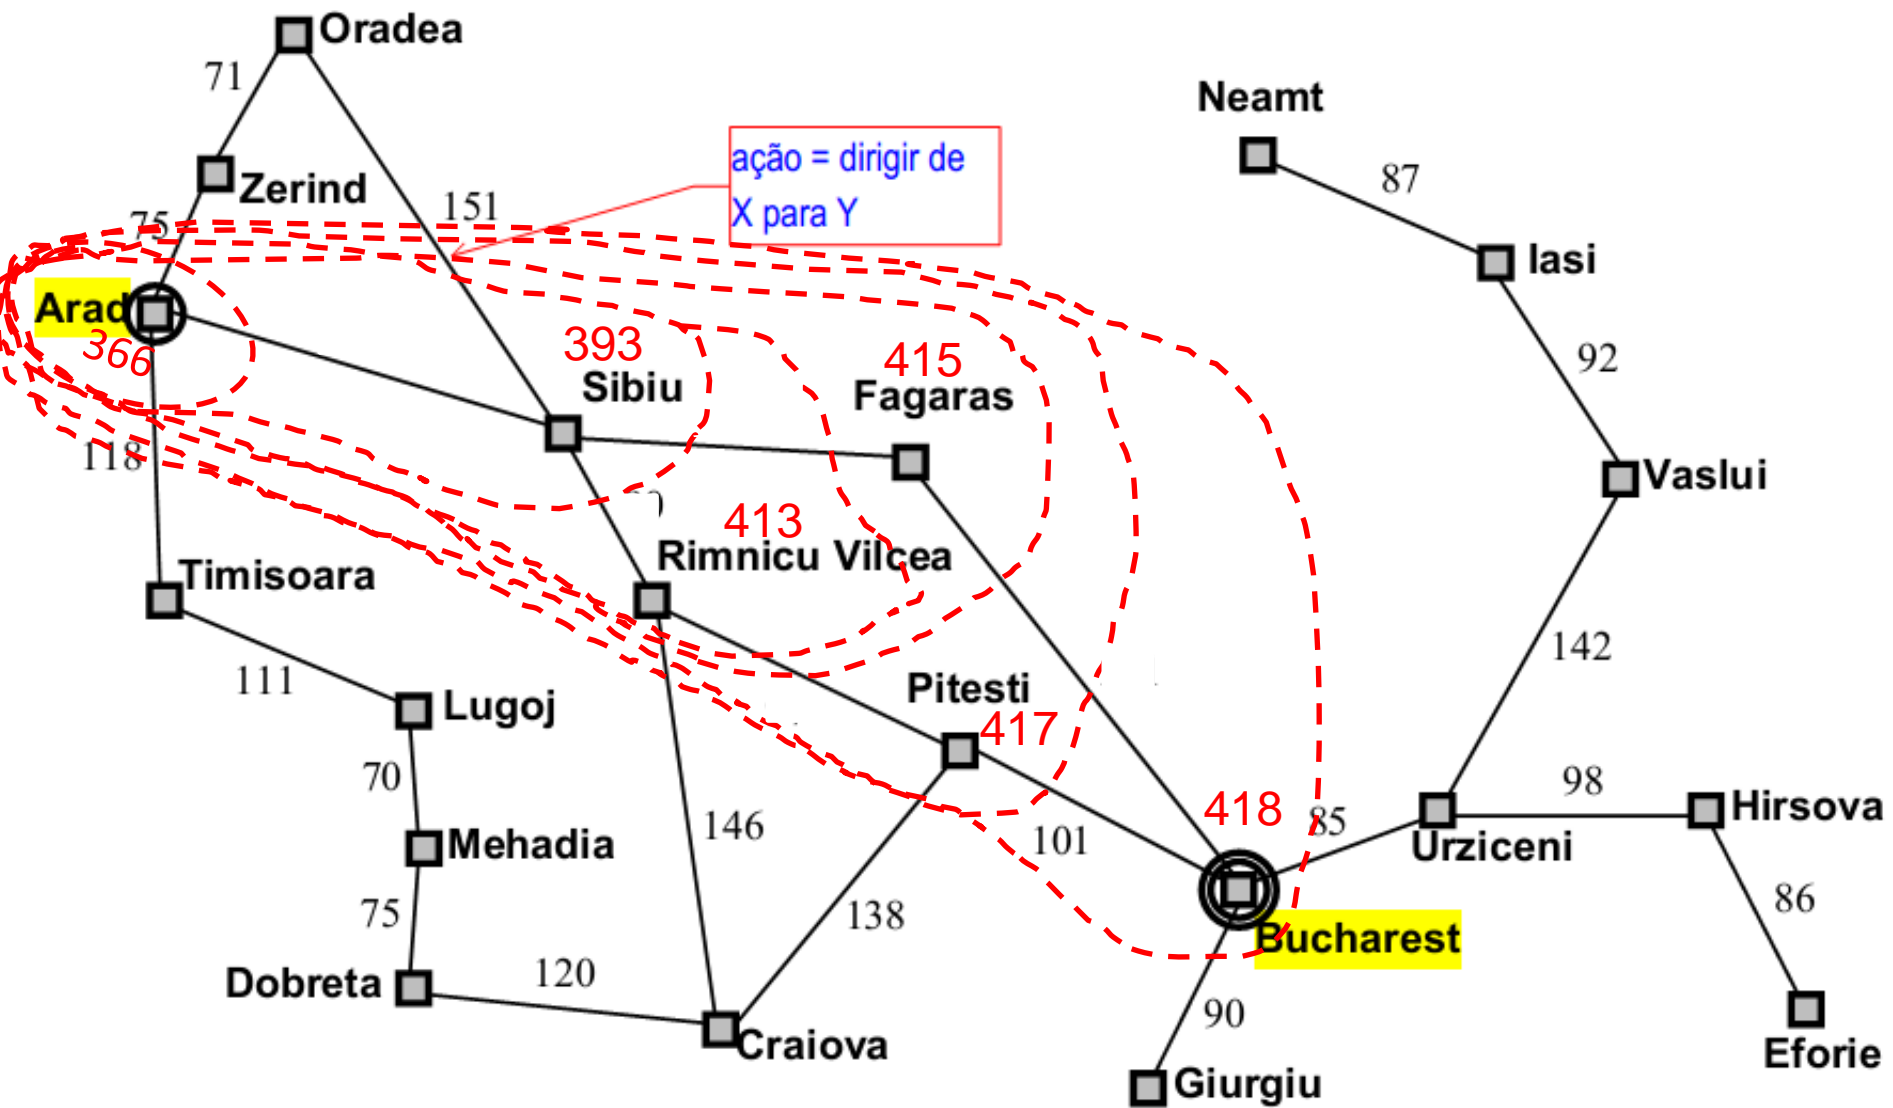 Oradea
71
Neamt
87
ação = dirigir de
X para Y
Zerind
151
75
Iasi
Arad
366
393
415
92
Sibiu
Fagaras
118
Vaslui
413
Rimnicu Vilcea
Timisoara
142
111
Pitesti
Lugoj
417
70
98
418
85
Hirsova
146
101
Urziceni
Mehadia
75
138
86
Bucharest
Dobreta
120
90
Craiova
Eforie
Giurgiu